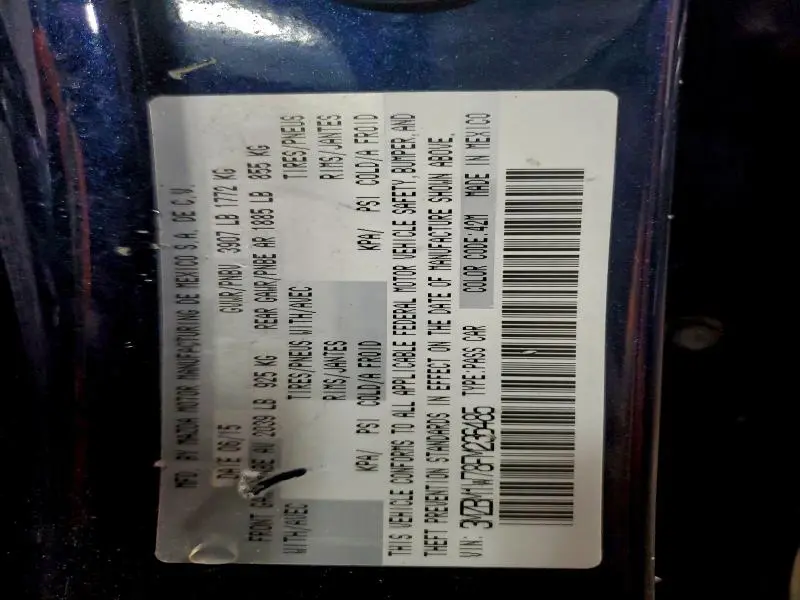 MFD. BY MAZDA MOTOR MANUFACTURING DE MEXICO S.A. DE C.V.
DATE 06/15 GVWR/PNBV 3907 LB 1772 KG
FRONT AV 2039 LB 925 KG REAR GAWR/PNBE AR 1885 LB 855 KG
WITH/AVEC TIRES/PNEUS WITH/AVEC TIRES/PNEUS
RIMS/JANTES RIMS/JANTES
KPA/ PSI COLD/A FROID KPA/ PSI COLD/A FROID
THIS VEHICLE CONFORMS TO ALL APPLICABLE FEDERAL MOTOR VEHICLE SAFETY,BUMPER,AND
THEFT PREVENTION STANDARDS IN EFFECT ON THE DATE OF MANUFACTURE SHOWN ABOVE.
VIN: 3MZBM1W78FM235485 TYPE:PASS CAR COLOR CODE:42M MADE IN MEXICO